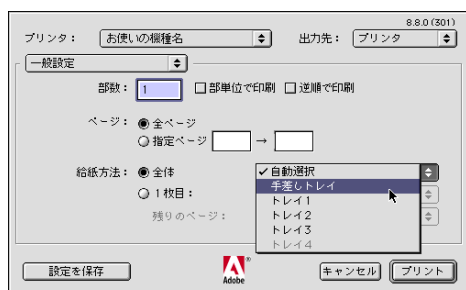 8.8.0 (301)
プリンタ： お使いの機種名 出力先： プリンタ
一般設定
部数： 1 部単位で印刷 逆順で印刷
ページ： 全ページ
指定ページ →
給紙方法： 全体 ✓自動選択
手差しトレイ
1 枚目： トレイ1
残りのページ： トレイ2
トレイ3
トレイ4
設定を保存 Adobe キャンセル プリント